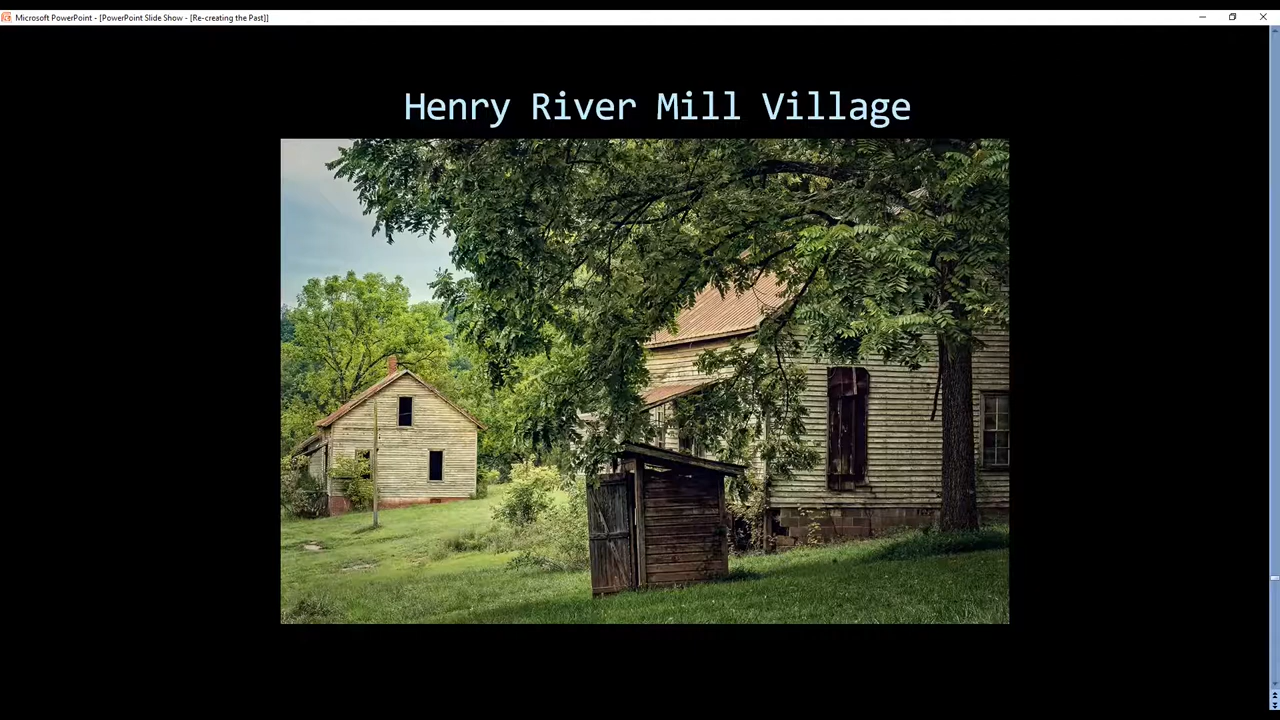 Microsoft PowerPoint - [PowerPoint Slide Show - [Re-creating the Past]]
Henry River Mill Village